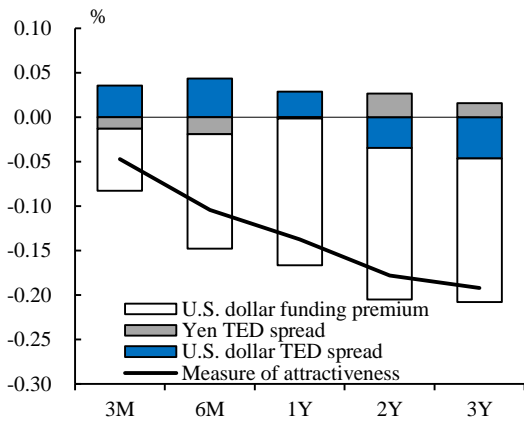 %
0.10
0.05
0.00
-0.05
-0.10
-0.15
-0.20
-0.25
-0.30
U.S. dollar funding premium
Yen TED spread
U.S. dollar TED spread
Measure of attractiveness
3M 6M 1Y 2Y 3Y